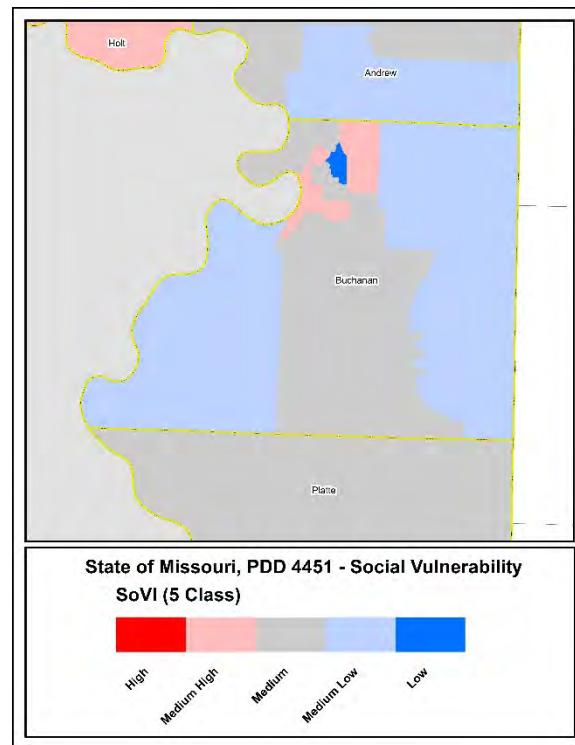 Holt
Andrew
Buchanan
Platte
State of Missouri, PDD 4451 - Social Vulnerability
SoVI (5 Class)
High
Medium High
Medium
Medium Low
Low